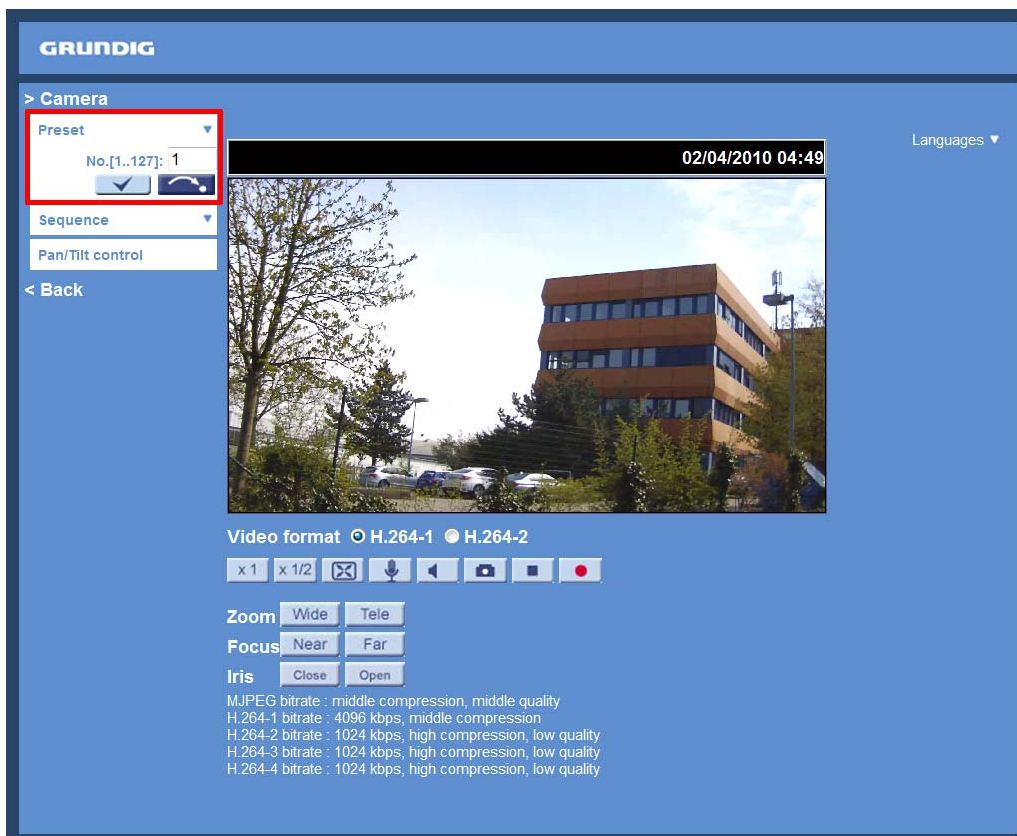 GRUNDIG
> Camera
Preset ▼
No.[1..127]: 1
Sequence ▼
Pan/Tilt control
< Back
Languages ▼
02/04/2010 04:49
Video format H.264-1 H.264-2
x 1 x 1/2
Zoom Wide Tele
Focus Near Far
Iris Close Open
MJPEG bitrate : middle compression, middle quality
H.264-1 bitrate : 4096 kbps, middle compression
H.264-2 bitrate : 1024 kbps, high compression, low quality
H.264-3 bitrate : 1024 kbps, high compression, low quality
H.264-4 bitrate : 1024 kbps, high compression, low quality